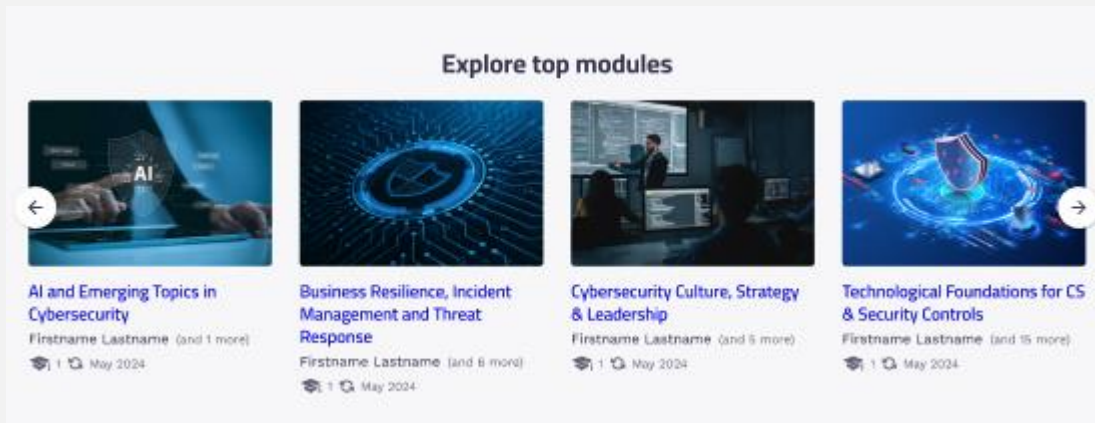 Explore top modules
AI
AI and Emerging Topics in
Cybersecurity
Firstname Lastname (and 1 more)
1 May 2024
Business Resilience, Incident
Management and Threat
Response
Firstname Lastname (and 6 more)
1 May 2024
Cybersecurity Culture, Strategy
& Leadership
Firstname Lastname (and 5 more)
1 May 2024
Technological Foundations for CS
& Security Controls
Firstname Lastname (and 15 more)
1 May 2024